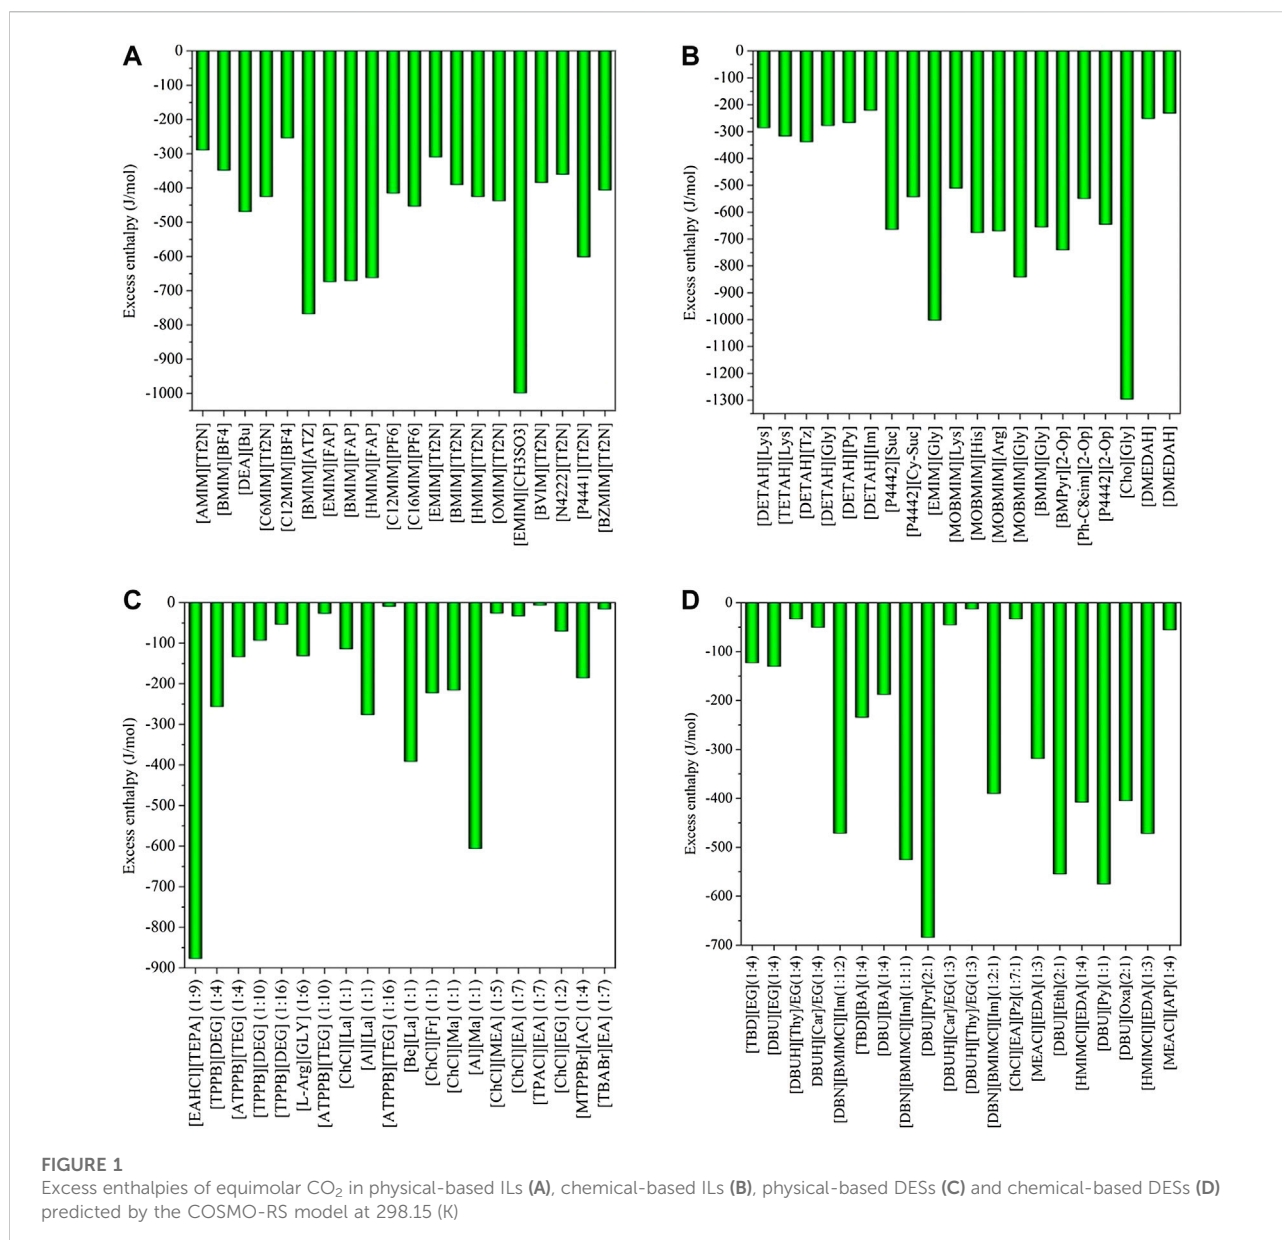 A
Excess enthalpy (J/mol)
0
-100
-200
-300
-400
-500
-600
-700
-800
-900
-1000
[AMIM][Tf2N]
[BMIM][BF4]
[DEA][Bu]
[C6MIM][Tf2N]
[C12MIM][BF4]
[BMIM][ATZ]
[EMIM][FAP]
[BMIM][FAP]
[HMIM][FAP]
[C12MIM][PF6]
[C16MIM][PF6]
[EMIM][Tf2N]
[BMIM][Tf2N]
[HMIM][Tf2N]
[OMIM][Tf2N]
[EMIM][CH3SO3]
[BVIM][Tf2N]
[N4222][Tf2N]
[P4441][Tf2N]
[BZMIM][Tf2N]
B
Excess enthalpy (J/mol)
0
-100
-200
-300
-400
-500
-600
-700
-800
-900
-1000
-1100
-1200
-1300
[DETAH][Lys]
[TETAH][Lys]
[DETAH][Tz]
[DETAH][Gly]
[DETAH][Py]
[DETAH][Im]
[P4442][Suc]
[P4442][Cy-Suc]
[EMIM][Gly]
[MOBMIM][Lys]
[MOBMIM][His]
[MOBMIM][Arg]
[MOBMIM][Gly]
[BMIM][Gly]
[BMPyr][2-Op]
[Ph-C8eim][2-Op]
[P4442][2-Op]
[Cho][Gly]
[DMEDAH]
[DMEDAH]
C
Excess enthalpy (J/mol)
0
-100
-200
-300
-400
-500
-600
-700
-800
-900
[EAHCl][TEPA] (1:9)
[TPPB][DEG] (1:4)
[ATPPB][TEG] (1:4)
[TPPB][DEG] (1:10)
[TPPB][DEG] (1:16)
[L-Arg][GLY] (1:6)
[ATPPB][TEG] (1:10)
[ChCl][La] (1:1)
[Al][La] (1:1)
[ATPPB][TEG] (1:16)
[Be][La] (1:1)
[ChCl][Fr] (1:1)
[ChCl][Ma] (1:1)
[Al][Ma] (1:1)
[ChCl][MEA] (1:5)
[ChCl][EA] (1:7)
[TPACl][EA] (1:7)
[ChCl][EG] (1:2)
[MTPPBr][AC] (1:4)
[TBABr][EA] (1:7)
D
Excess enthalpy (J/mol)
0
-100
-200
-300
-400
-500
-600
-700
[TBD][EG](1:4)
[DBU][EG](1:4)
[DBUH][Thy]/EG(1:4)
DBUH][Car]/EG(1:4)
[DBN][BMIMCl][Im](1:1:2)
[TBD][BA](1:4)
[DBU][BA](1:4)
[DBN][BMIMCl][Im](1:1:1)
[DBU][Pyr](2:1)
[DBUH][Car]/EG(1:3)
[DBUH][Thy]/EG(1:3)
[DBN][BMIMCl][Im](1:2:1)
[ChCl][EA][Pz](1:7:1)
[MEACl][EDA](1:3)
[DBU][Eth](2:1)
[HMIMCl][EDA](1:4)
[DBU][Py](1:1)
[DBU][Oxa](2:1)
[HMIMCl][EDA](1:3)
[MEACl][AP](1:4)
FIGURE 1
Excess enthalpies of equimolar CO₂ in physical-based ILs (A), chemical-based ILs (B), physical-based DESs (C) and chemical-based DESs (D)
predicted by the COSMO-RS model at 298.15 (K)